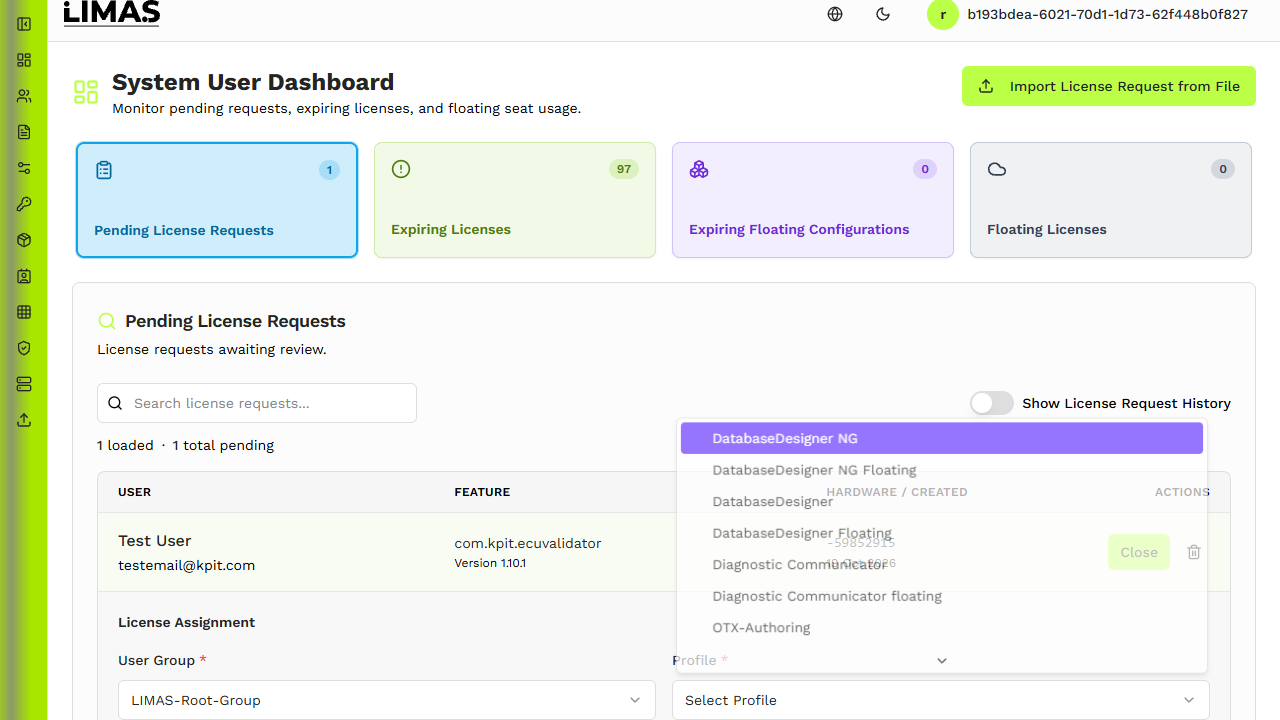 LIMAS
r b193bdea-6021-70d1-1d73-62f448b0f827
System User Dashboard
Monitor pending requests, expiring licenses, and floating seat usage.
Import License Request from File
1
Pending License Requests
97
Expiring Licenses
0
Expiring Floating Configurations
0
Floating Licenses
Pending License Requests
License requests awaiting review.
Search license requests...
Show License Request History
1 loaded · 1 total pending
USER FEATURE HARDWARE / CREATED ACTIONS
Test User
testemail@kpit.com
com.kpit.ecuvalidator
Version 1.10.1
-59852915
Close
DatabaseDesigner NG
DatabaseDesigner NG Floating
DatabaseDesigner
DatabaseDesigner Floating
Diagnostic Communicator
Diagnostic Communicator floating
OTX-Authoring
License Assignment
User Group *
LIMAS-Root-Group
Profile *
Select Profile